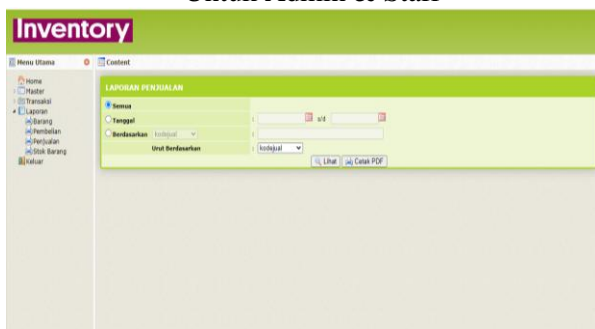 Untuk Admin & Staff
Inventory
Menu Utama
Content
Home
Master
Transaksi
Laporan
Barang
Pembelian
Penjualan
Stok Barang
Keluar
LAPORAN PENJUALAN
Semua
Tanggal : s/d
Berdasarkan kodejual :
Urut Berdasarkan : kodejual
Lihat Cetak PDF